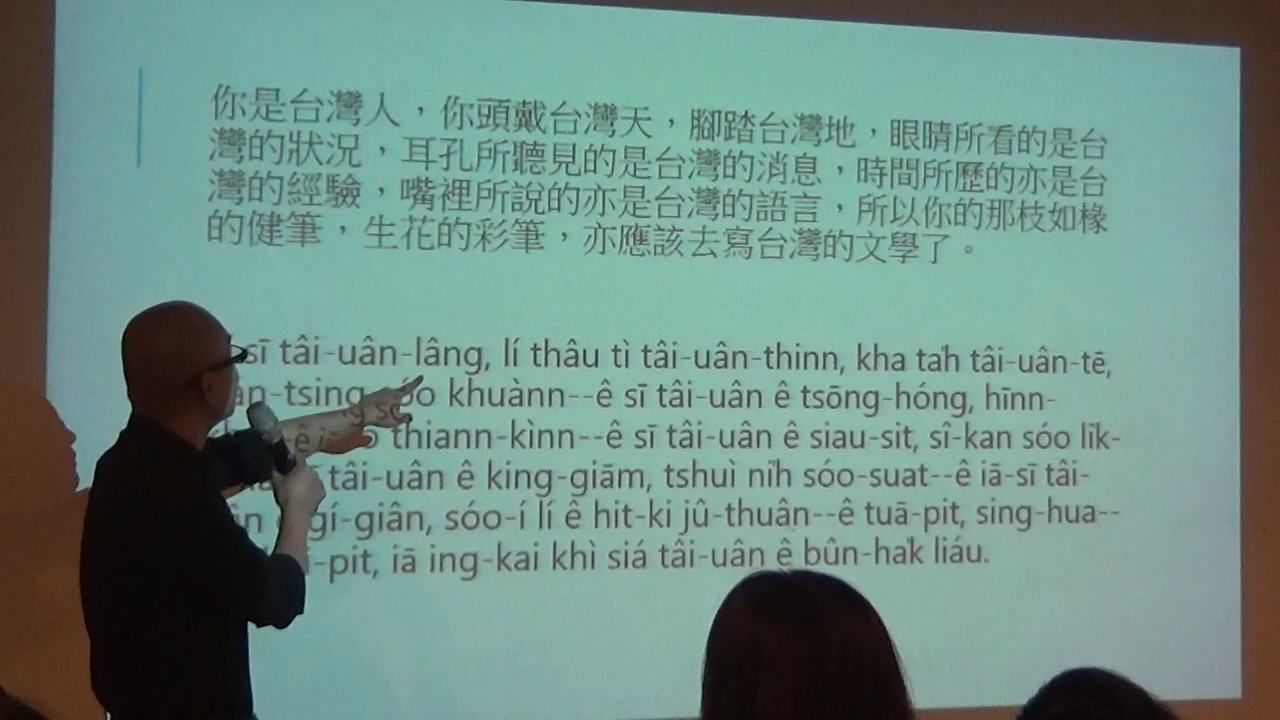 你是台灣人，你頭戴台灣天，腳踏台灣地，眼睛所看的是台
灣的狀況，耳孔所聽見的是台灣的消息，時間所歷的亦是台
灣的經驗，嘴裡所說的亦是台灣的語言，所以你的那枝如椽
的健筆，生花的彩筆，亦應該去寫台灣的文學了。
sī tâi-uân-lâng, lí thâu tì tâi-uân-thinn, kha ta̍h tâi-uân-tē,
khuànn--ê sī tâi-uân ê tsōng-hóng, hīnn-
thiann-kìnn--ê sī tâi-uân ê siau-sit, sî-kan sóo li̍k-
tâi-uân ê king-giām, tshuì ni̍h sóo-suat--ê iā-sī tâi-
gí-giân, sóo-í lí ê hit-ki jû-thuân--ê tuā-pit, sing-hua--
-pit, iā ing-kai khì siá tâi-uân ê bûn-ha̍k liáu.